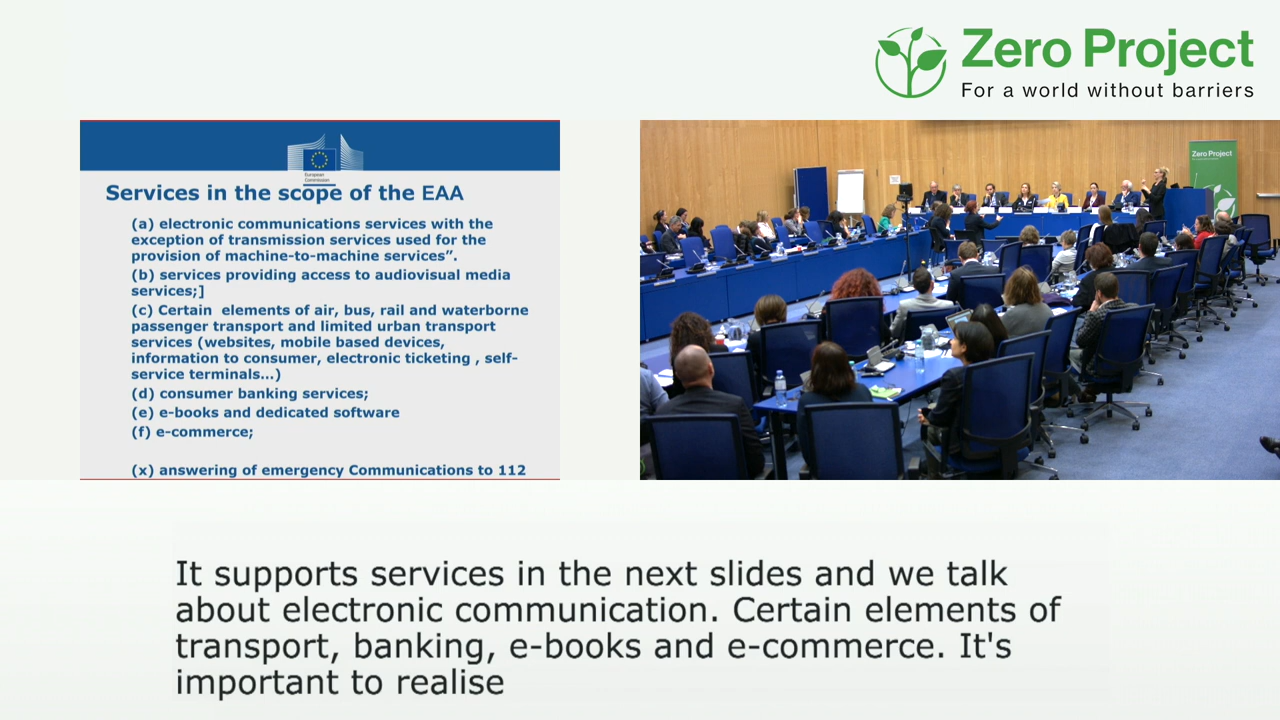 Zero Project
For a world without barriers
European
Commission
Services in the scope of the EAA
(a) electronic communications services with the
exception of transmission services used for the
provision of machine-to-machine services”.
(b) services providing access to audiovisual media
services;]
(c) Certain elements of air, bus, rail and waterborne
passenger transport and limited urban transport
services (websites, mobile based devices,
information to consumer, electronic ticketing , self-
service terminals...)
(d) consumer banking services;
(e) e-books and dedicated software
(f) e-commerce;
(x) answering of emergency Communications to 112
Zero Project
It supports services in the next slides and we talk
about electronic communication. Certain elements of
transport, banking, e-books and e-commerce. It's
important to realise